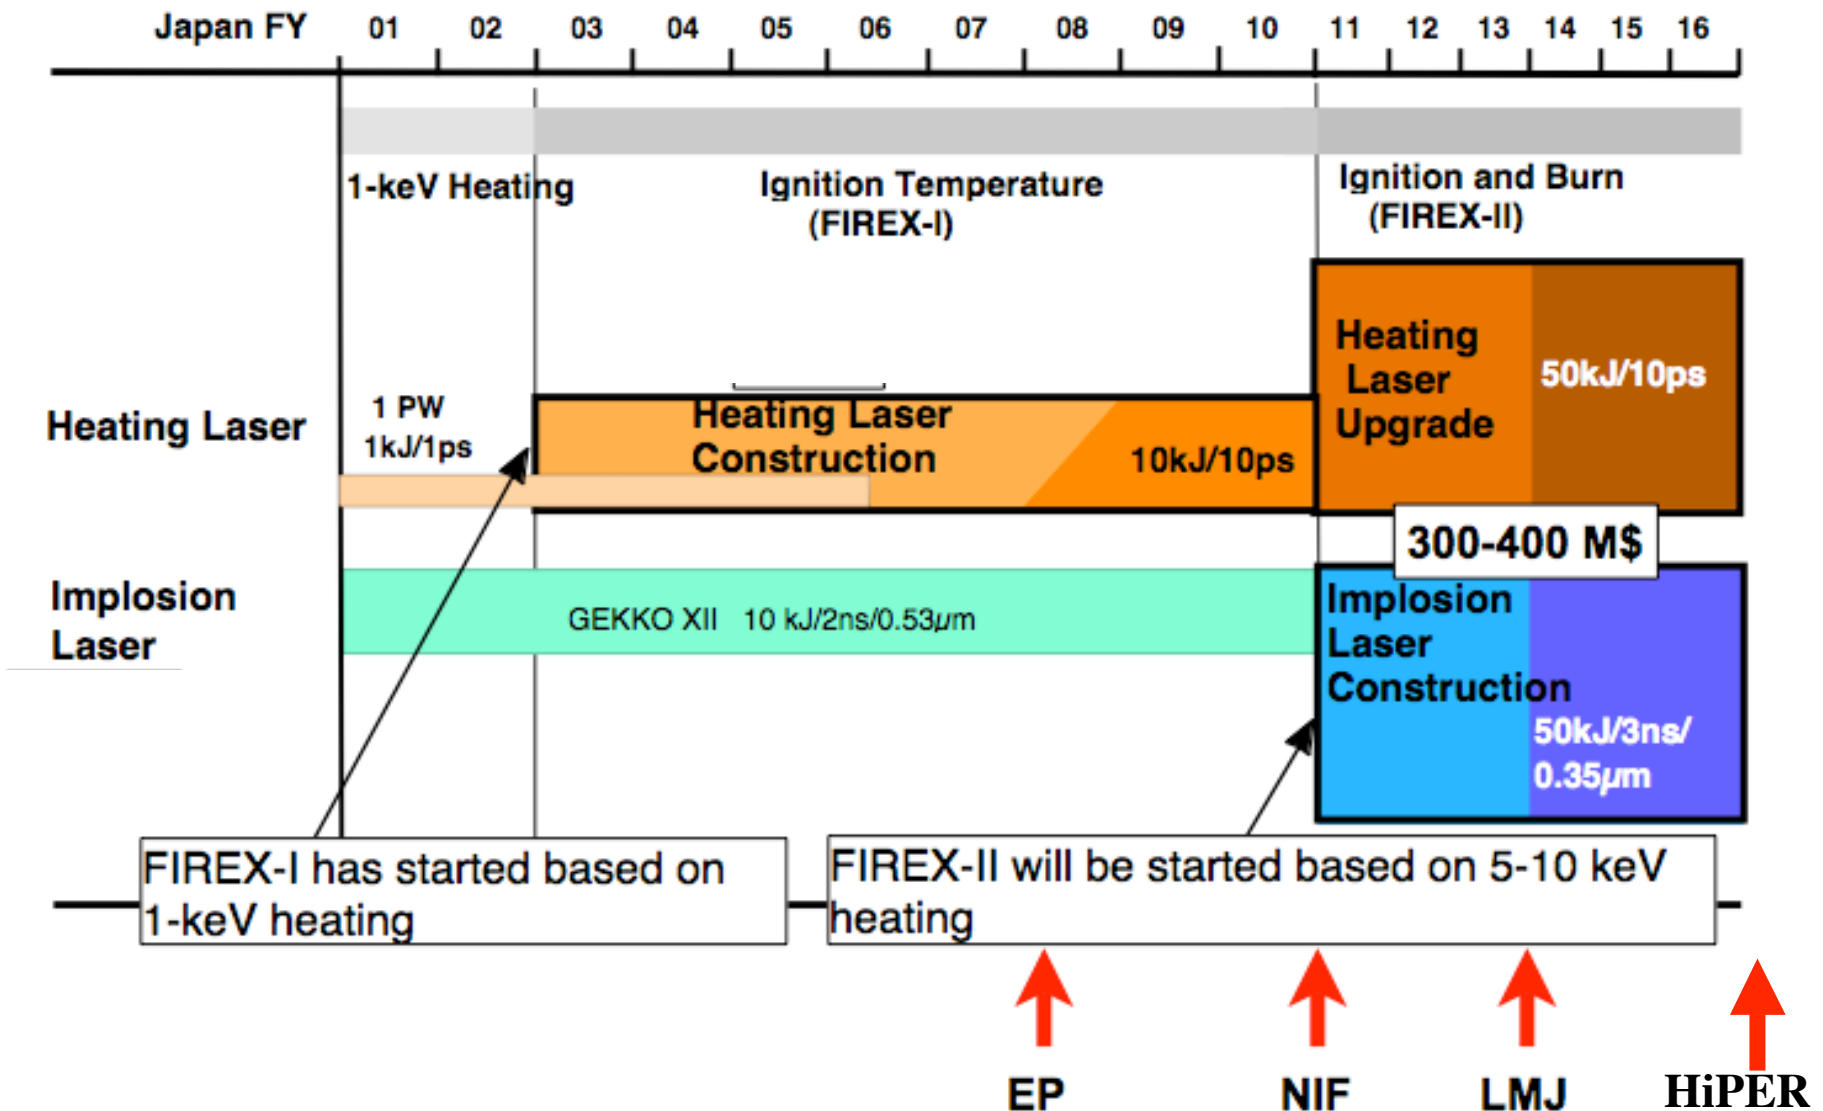 Japan FY 01 02 03 04 05 06 07 08 09 10 11 12 13 14 15 16
1-keV Heating
Ignition Temperature
(FIREX-I)
Ignition and Burn
(FIREX-II)
Heating Laser
1 PW
1kJ/1ps
Heating Laser
Construction
10kJ/10ps
Heating
Laser
Upgrade
50kJ/10ps
300-400 M$
Implosion
Laser
GEKKO XII 10 kJ/2ns/0.53µm
Implosion
Laser
Construction
50kJ/3ns/
0.35µm
FIREX-I has started based on
1-keV heating
FIREX-II will be started based on 5-10 keV
heating
EP
NIF
LMJ
HiPER